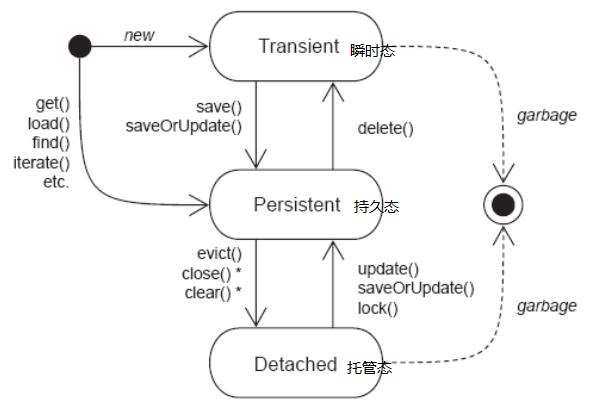 new
Transient 瞬时态
get()
load()
find()
iterate()
etc.
save()
saveOrUpdate()
delete()
garbage
Persistent 持久态
evict()
close() *
clear() *
update()
saveOrUpdate()
lock()
garbage
Detached 托管态